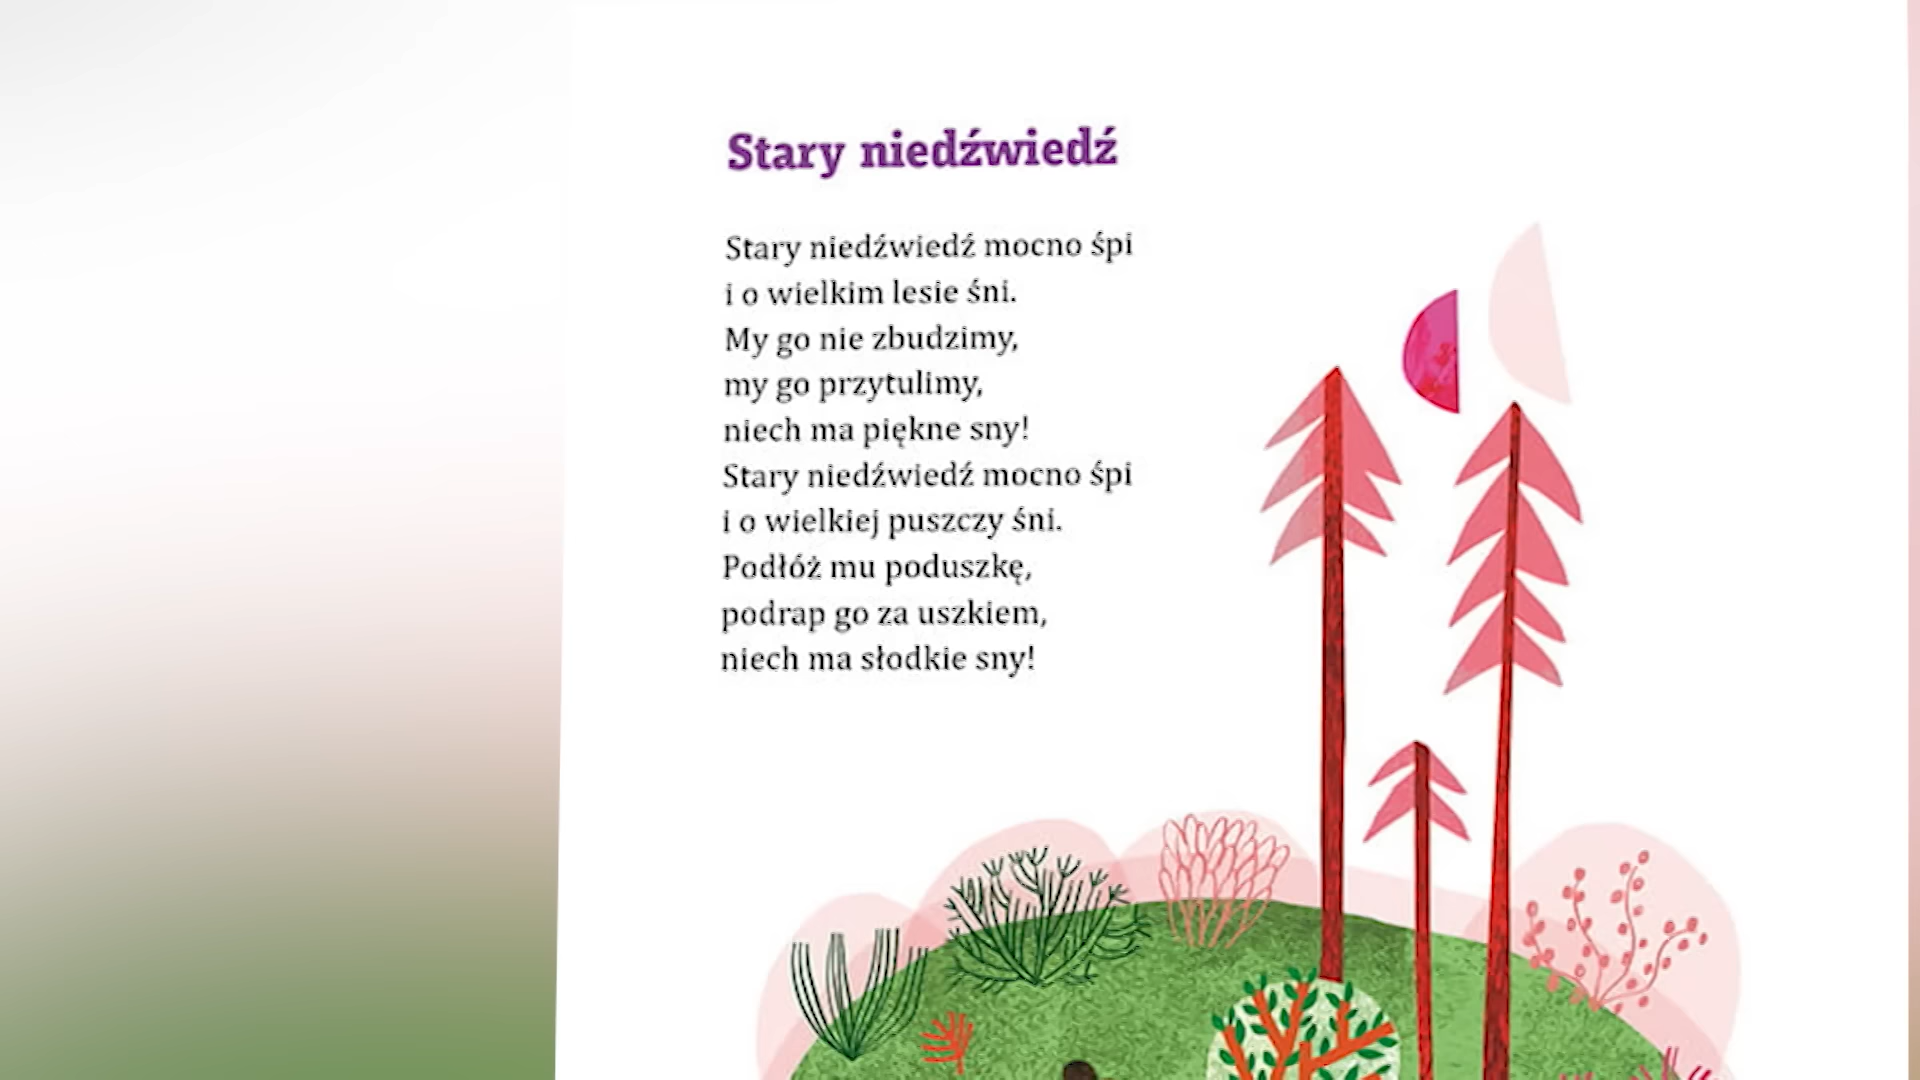 Stary niedźwiedź
Stary niedźwiedź mocno śpi
i o wielkim lesie śni.
My go nie zbudzimy,
my go przytulimy,
niech ma piękne sny!
Stary niedźwiedź mocno śpi
i o wielkiej puszczy śni.
Podłóż mu poduszkę,
podrap go za uszkiem,
niech ma słodkie sny!